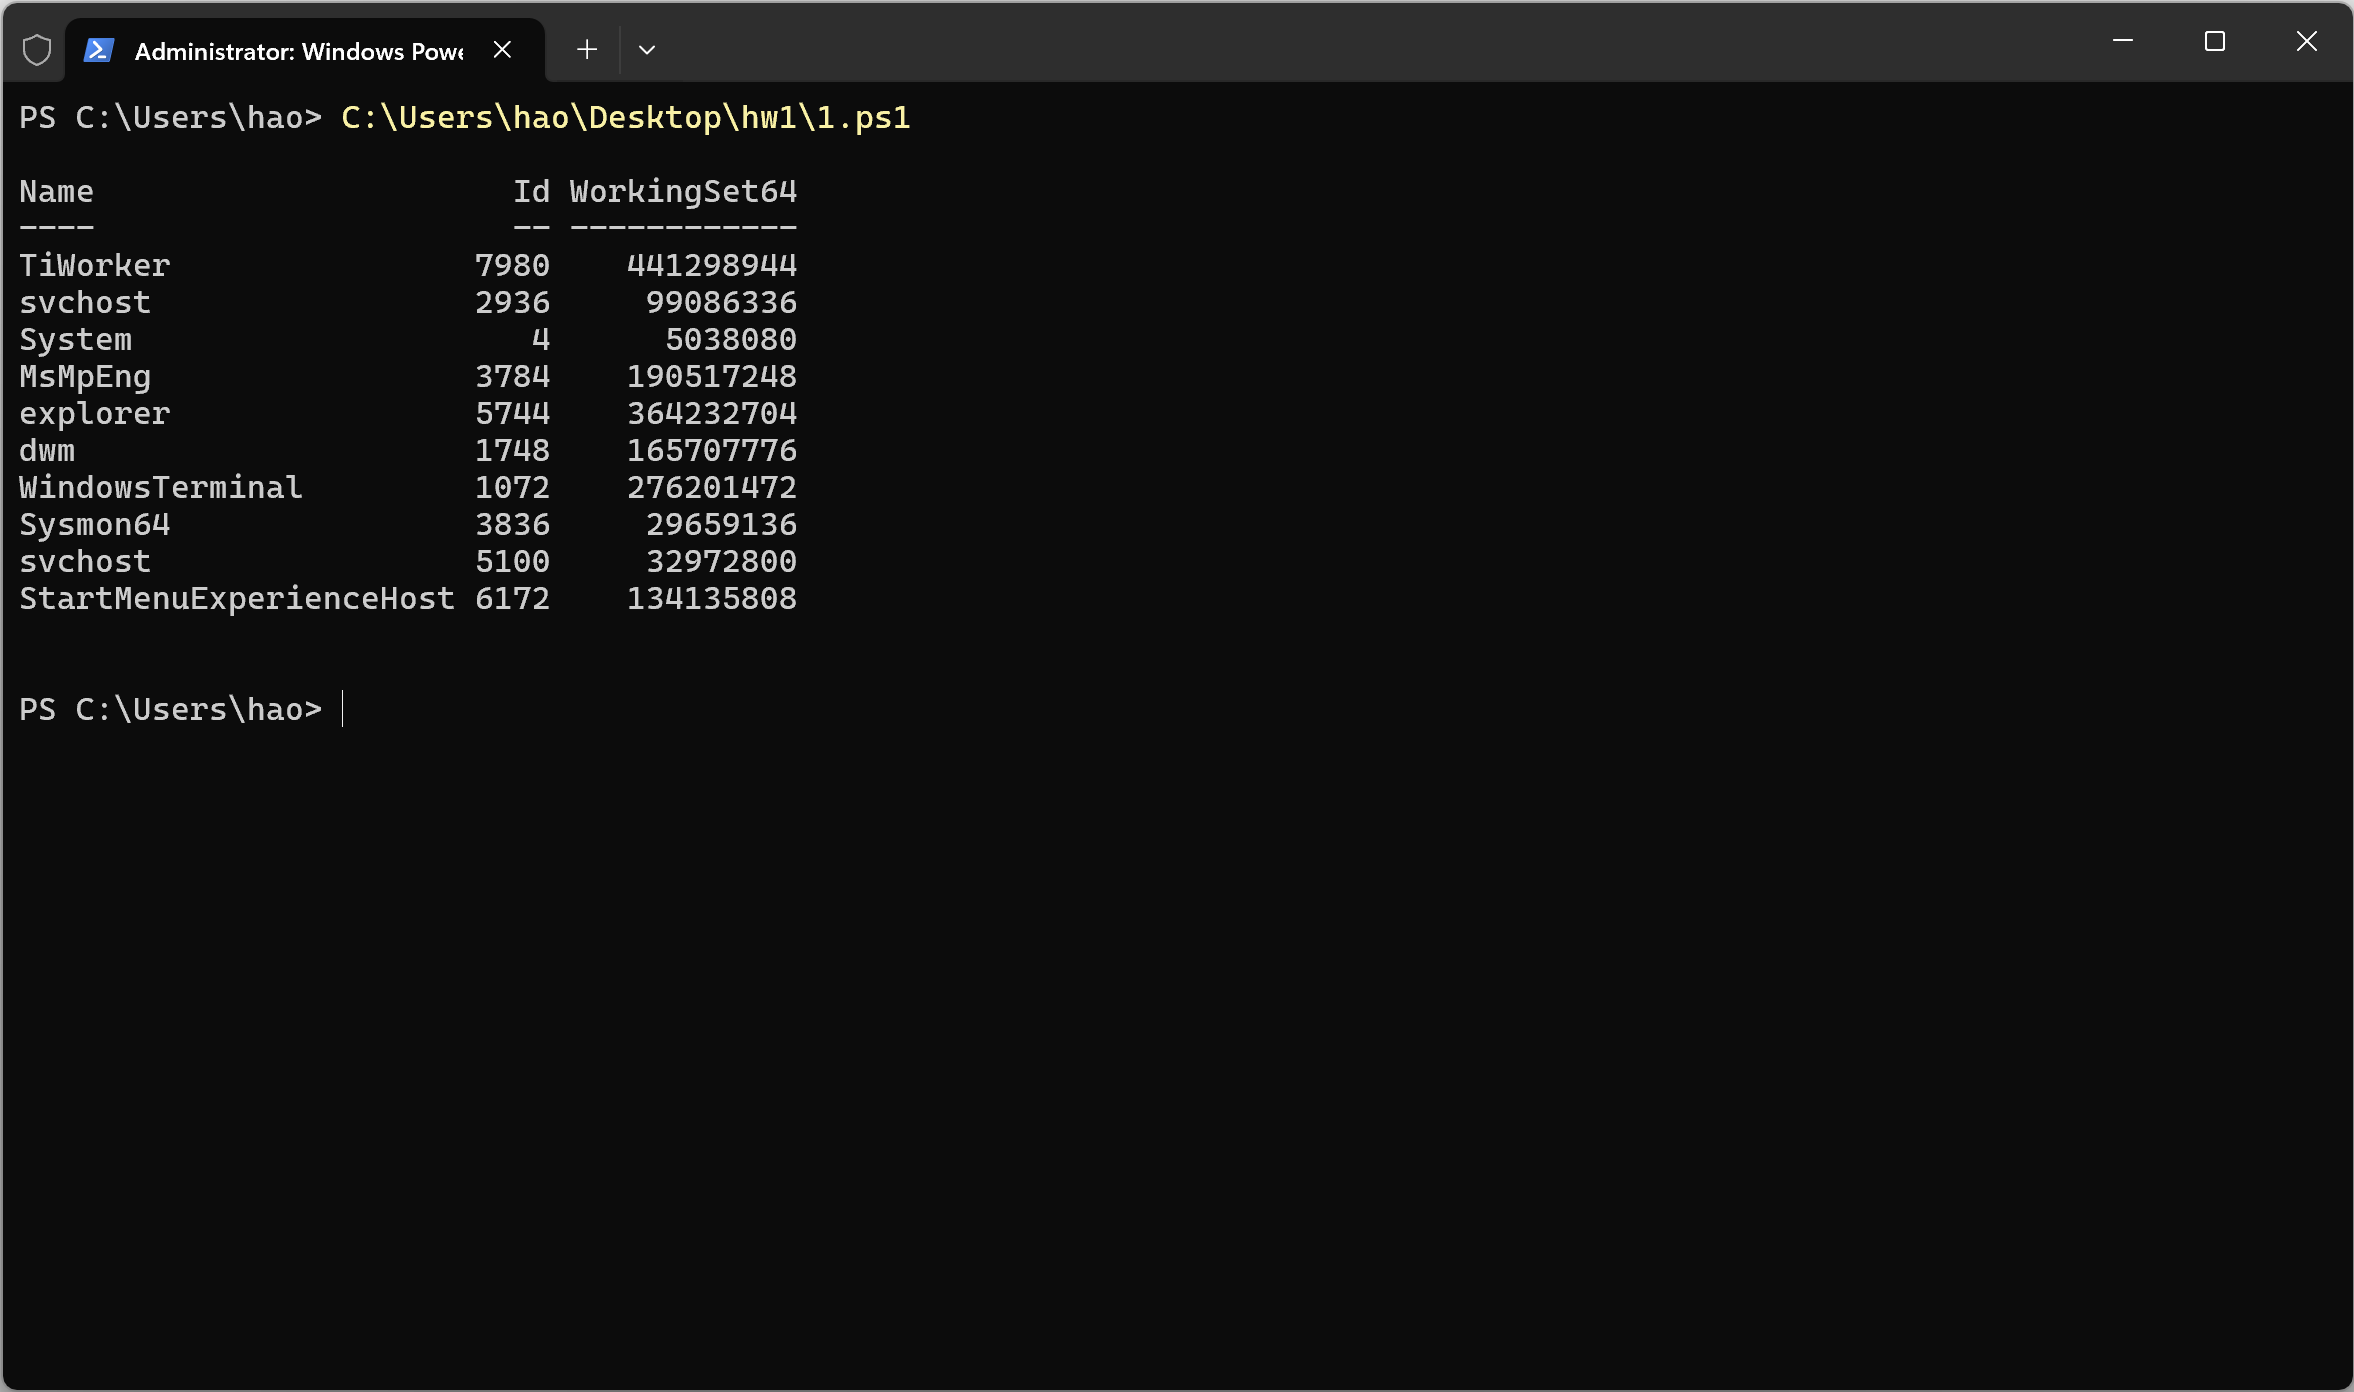 Administrator: Windows Powe
PS C:\Users\hao> C:\Users\hao\Desktop\hw1\1.ps1
Name                       Id WorkingSet64
----                       -- ------------
TiWorker                 7980    441298944
svchost                  2936     99086336
System                      4      5038080
MsMpEng                  3784    190517248
explorer                 5744    364232704
dwm                      1748    165707776
WindowsTerminal          1072    276201472
Sysmon64                 3836     29659136
svchost                  5100     32972800
StartMenuExperienceHost 6172    134135808
PS C:\Users\hao>